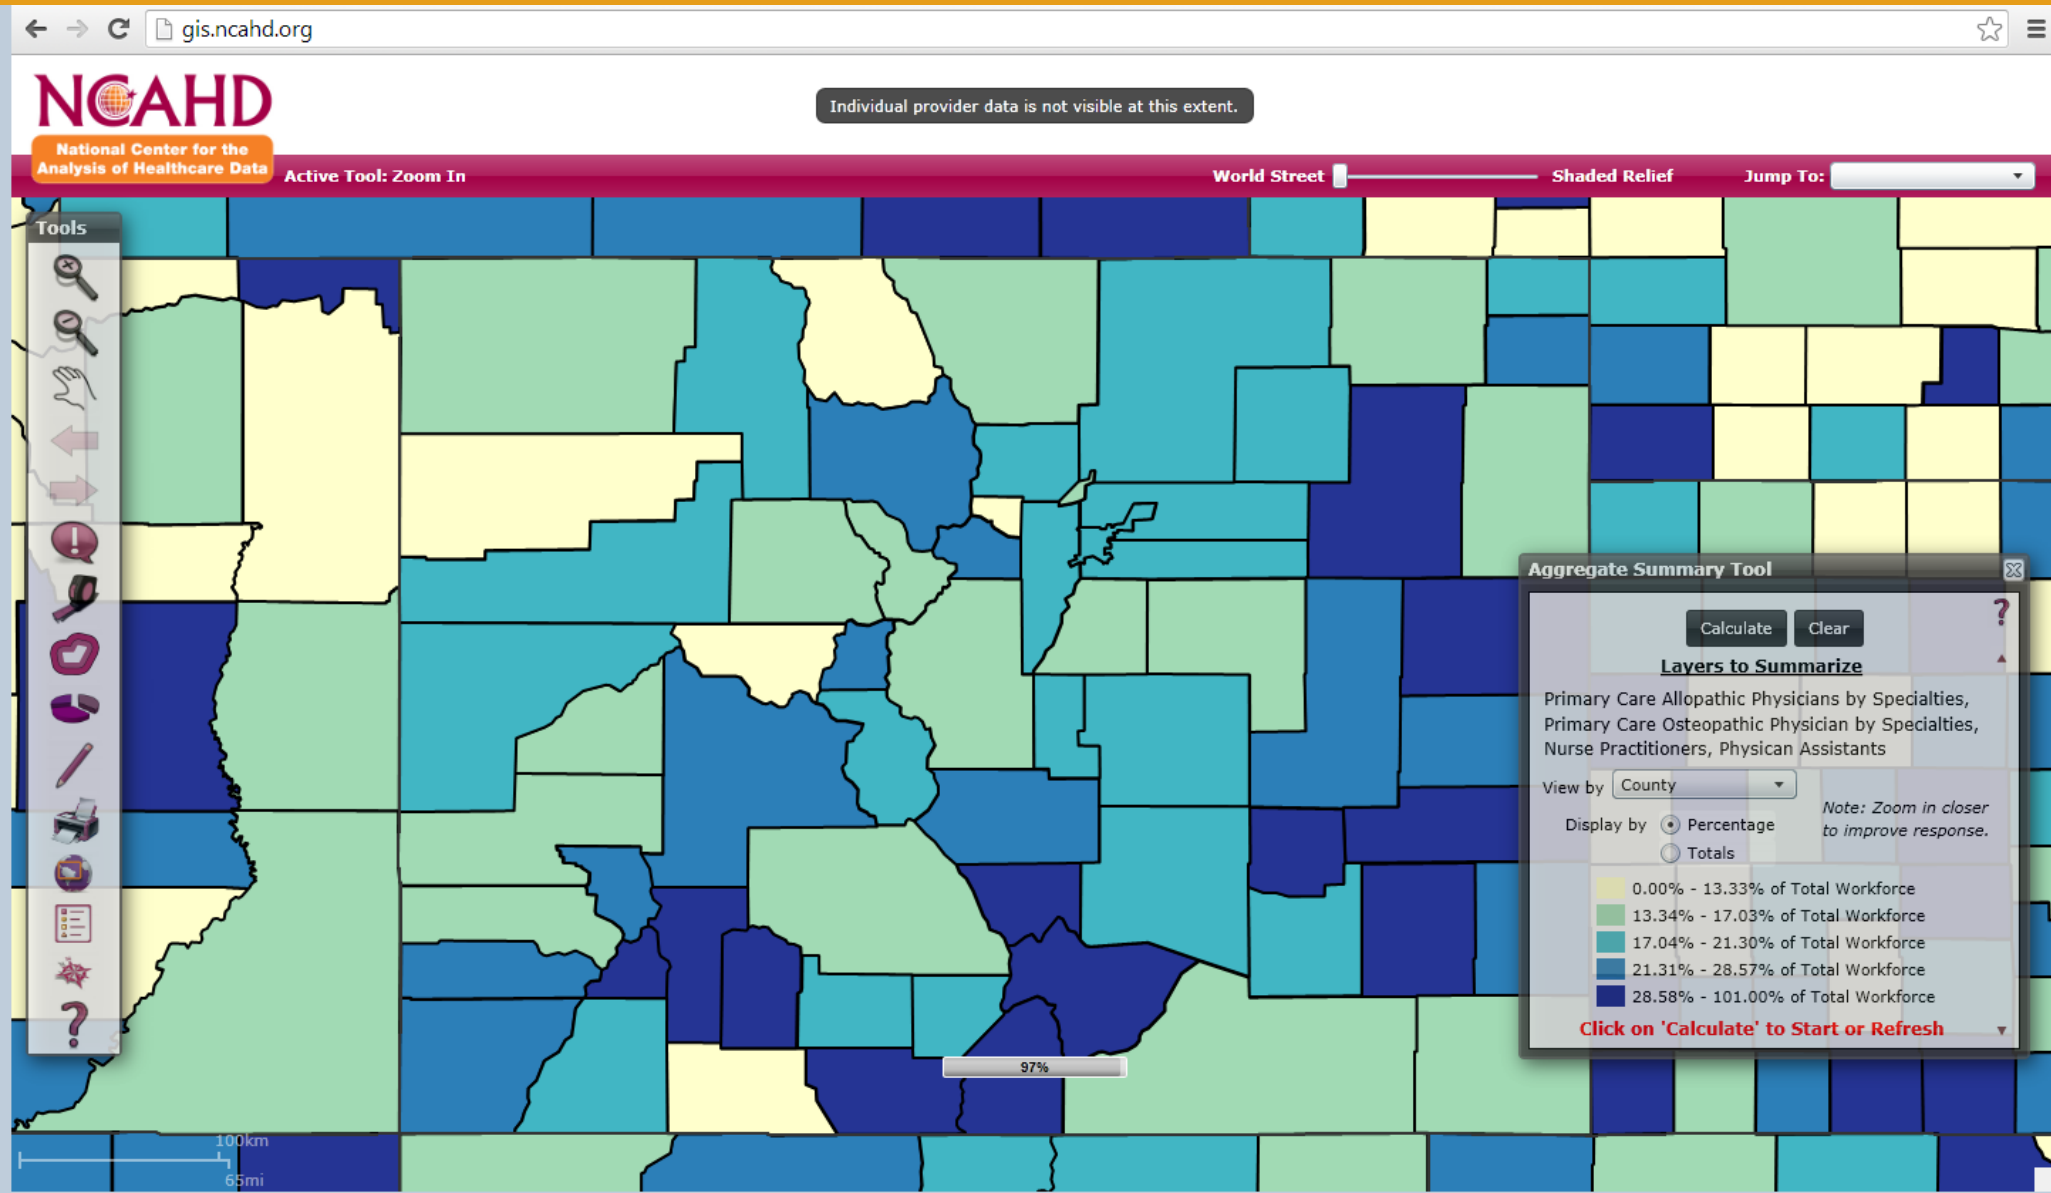 gis.ncahd.org
NCAHD
National Center for the
Analysis of Healthcare Data
Individual provider data is not visible at this extent.
Active Tool: Zoom In
World Street
Shaded Relief
Jump To:
Tools
Aggregate Summary Tool
Calculate
Clear
?
Layers to Summarize
Primary Care Allopathic Physicians by Specialties,
Primary Care Osteopathic Physician by Specialties,
Nurse Practitioners, Physican Assistants
View by County
Note: Zoom in closer
to improve response.
Display by Percentage
Totals
0.00% - 13.33% of Total Workforce
13.34% - 17.03% of Total Workforce
17.04% - 21.30% of Total Workforce
21.31% - 28.57% of Total Workforce
28.58% - 101.00% of Total Workforce
Click on 'Calculate' to Start or Refresh
?
97%
100km
65mi